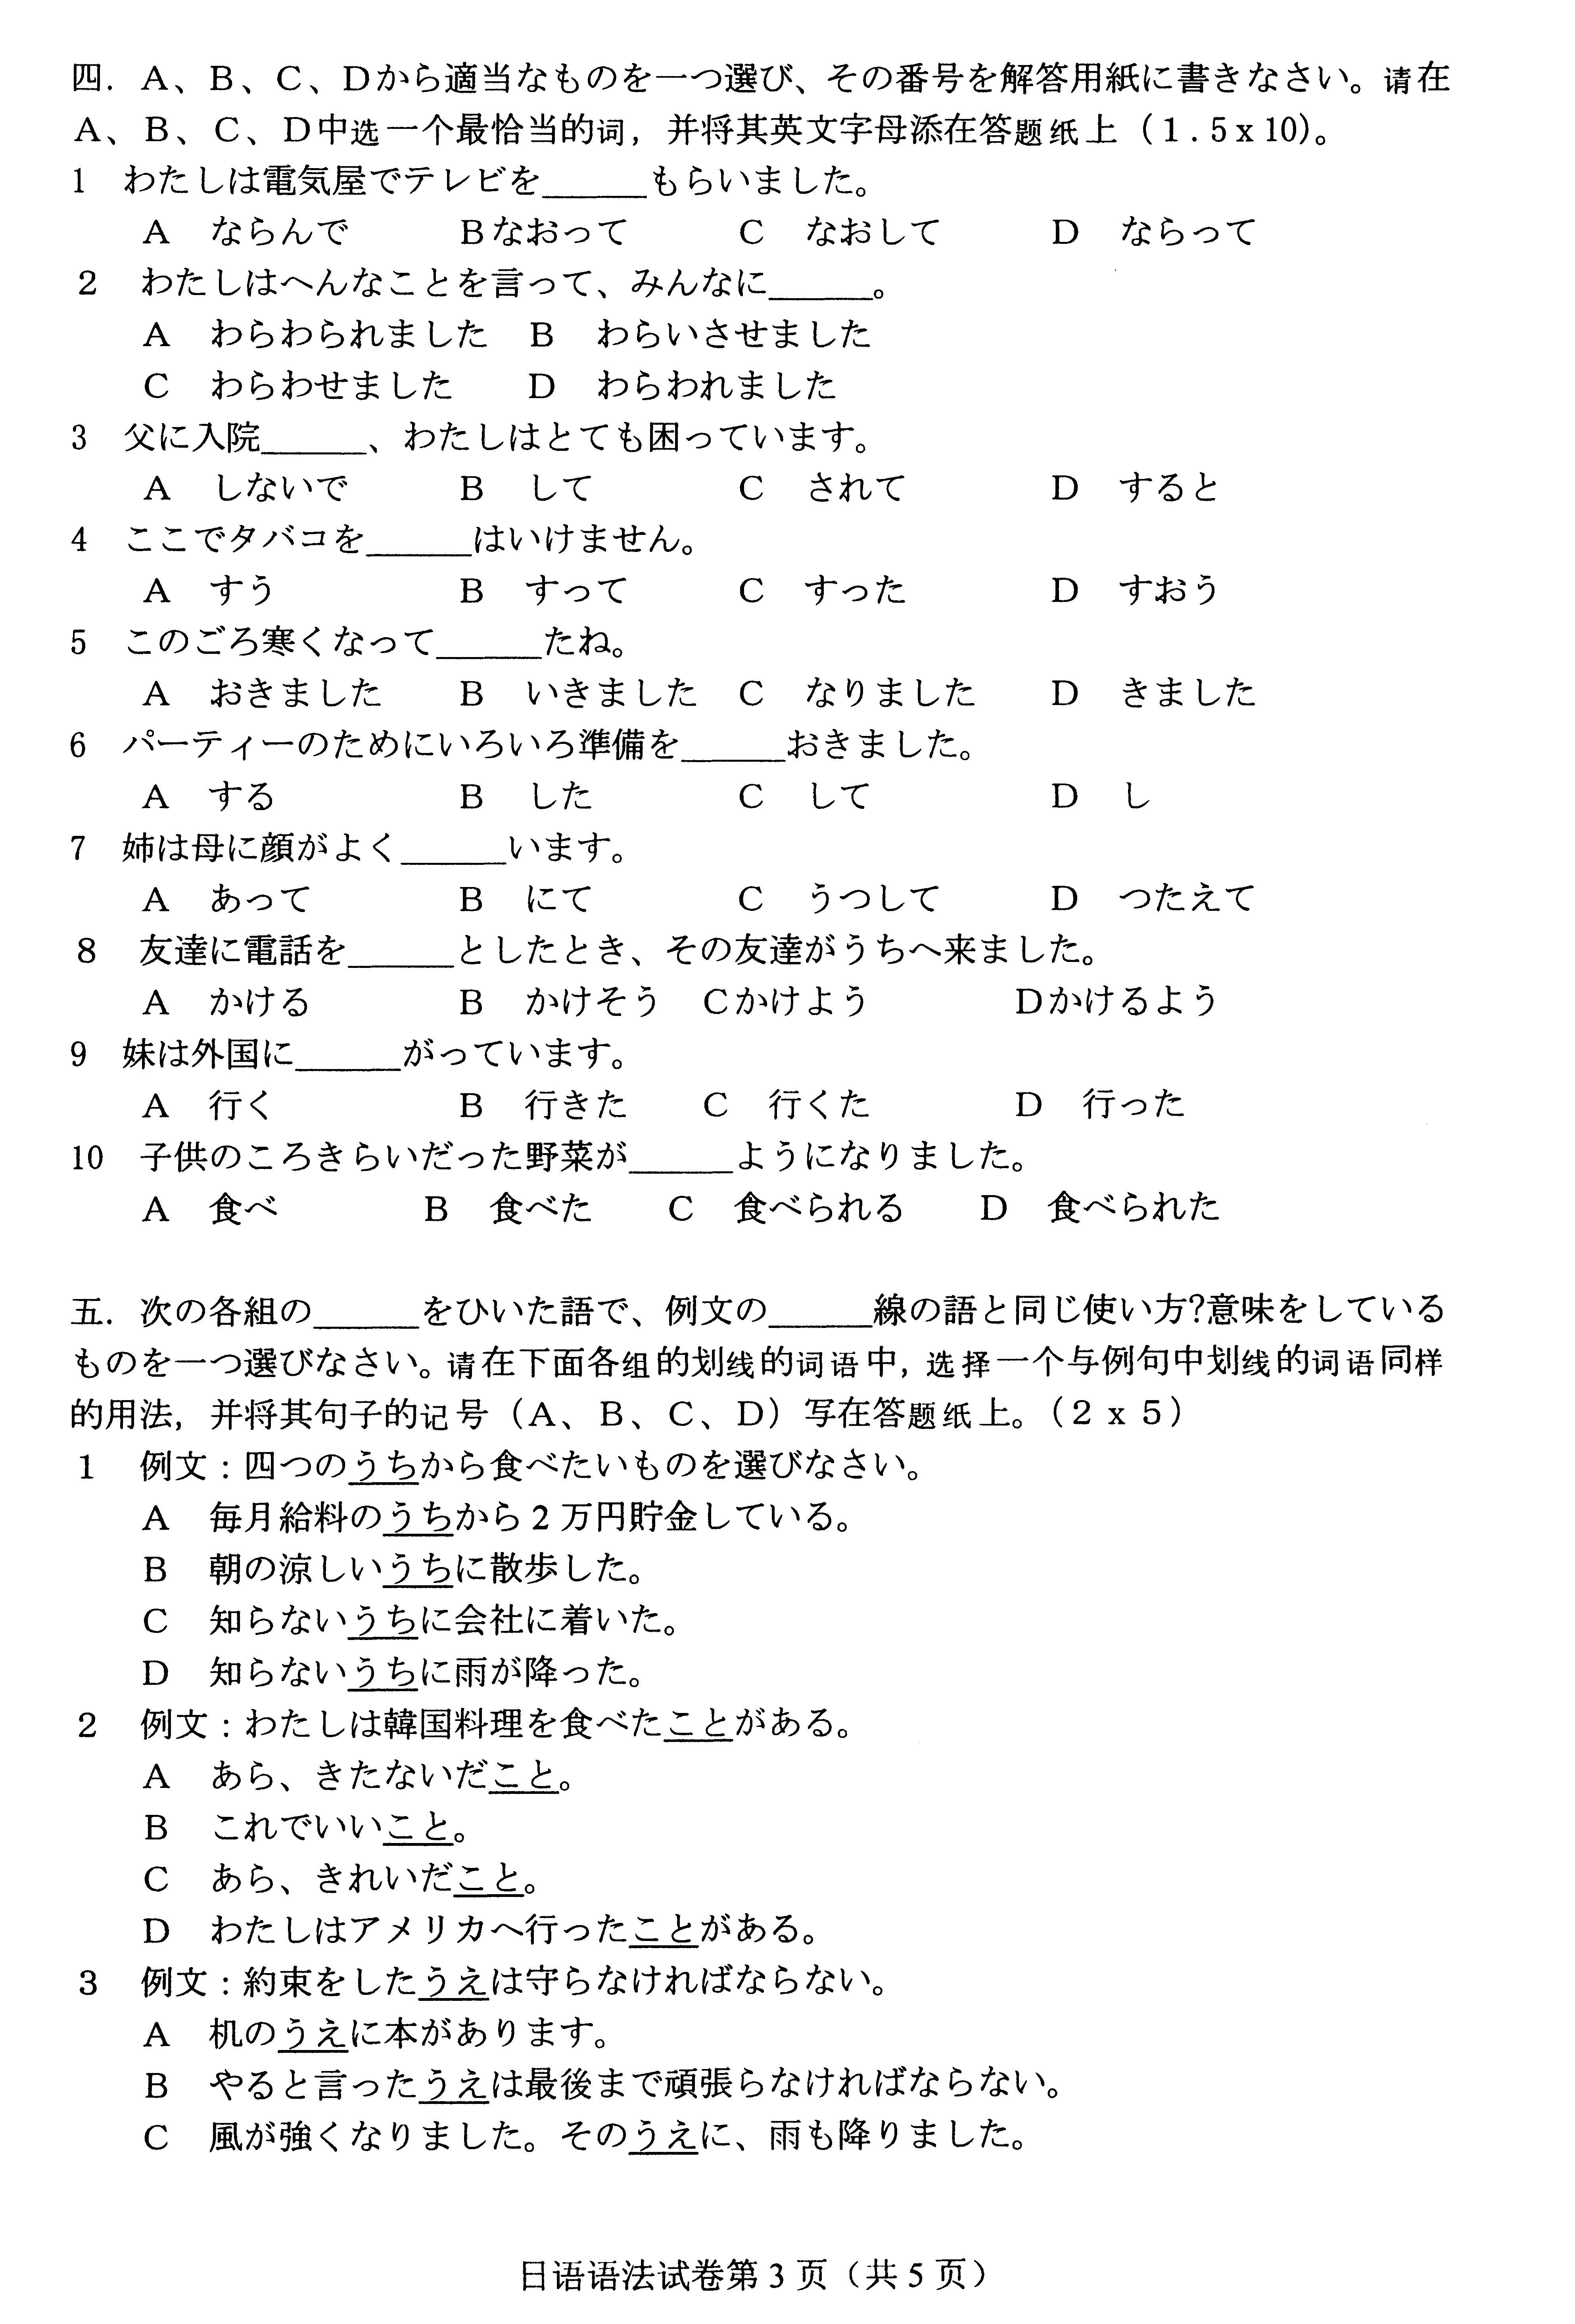 四．A、B、C、Dから適当なものを一つ選び、その番号を解答用紙に書きなさい。请在
A、B、C、D中选一个最恰当的词，并将其英文字母添在答题纸上（1.5x10）。
1　わたしは電気屋でテレビを______もらいました。
A　ならんで　Bなおって　C　なおして　D　ならって
2　わたしはへんなことを言って、みんなに______。
A　わらわられました　B　わらいさせました
C　わらわせました　D　わらわれました
3　父に入院______、わたしはとても困っています。
A　しないで　B　して　C　されて　D　すると
4　ここでタバコを______はいけません。
A　すう　B　すって　C　すった　D　すおう
5　このごろ寒くなって______たね。
A　おきました　B　いきました　C　なりました　D　きました
6　パーティーのためにいろいろ準備を______おきました。
A　する　B　した　C　して　D　し
7　姉は母に顔がよく______います。
A　あって　B　にて　C　うつして　D　つたえて
8　友達に電話を______としたとき、その友達がうちへ来ました。
A　かける　B　かけそう　Cかけよう　Dかけるよう
9　妹は外国に______がっています。
A　行く　B　行きた　C　行くた　D　行った
10　子供のころきらいだった野菜が______ようになりました。
A　食べ　B　食べた　C　食べられる　D　食べられた
五．次の各組の______をひいた語で、例文の______線の語と同じ使い方?意味をしている
ものを一つ選びなさい。请在下面各组的划线的词语中，选择一个与例句中划线的词语同样
的用法，并将其句子的记号（A、B、C、D）写在答题纸上。（2 x 5）
1　例文：四つのうちから食べたいものを選びなさい。
A　毎月給料のうちから2万円貯金している。
B　朝の涼しいうちに散歩した。
C　知らないうちに会社に着いた。
D　知らないうちに雨が降った。
2　例文：わたしは韓国料理を食べたことがある。
A　あら、きたないだこと。
B　これでいいこと。
C　あら、きれいだこと。
D　わたしはアメリカへ行ったことがある。
3　例文：約束をしたうえは守らなければならない。
A　机のうえに本があります。
B　やると言ったうえは最後まで頑張らなければならない。
C　風が強くなりました。そのうえに、雨も降りました。
日语语法试卷第3页（共5页）